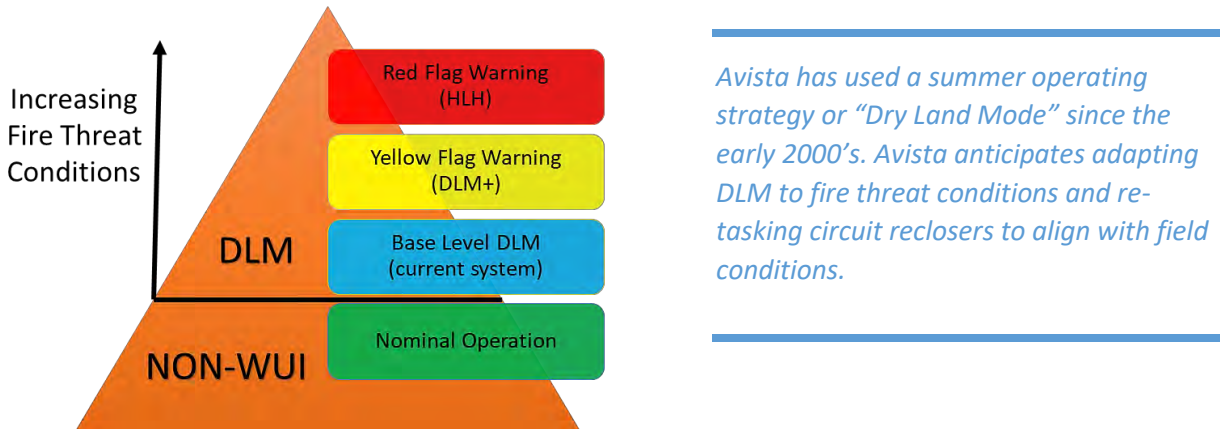 Increasing
Fire Threat
Conditions
Red Flag Warning
(HLH)
Yellow Flag Warning
(DLM+)
Base Level DLM
(current system)
DLM
Nominal Operation
NON-WUI
Avista has used a summer operating
strategy or “Dry Land Mode” since the
early 2000’s. Avista anticipates adapting
DLM to fire threat conditions and re-
tasking circuit reclosers to align with field
conditions.